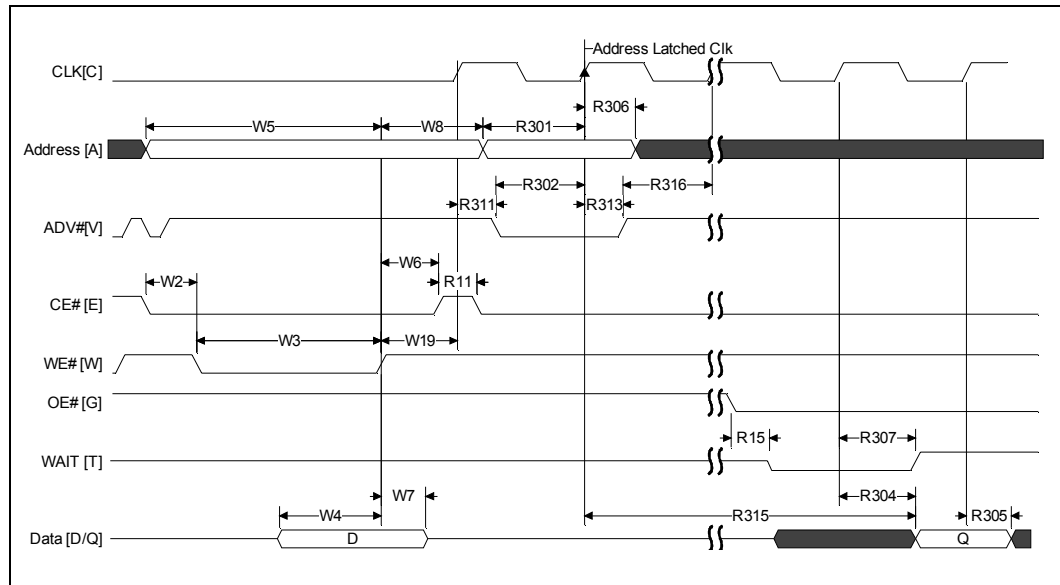 Address Latched Clk
CLK[C]
R306
W5 W8 R301
Address [A]
R302 R316
R311 R313
ADV#[V]
W6
W2 R11
CE# [E]
W3 W19
WE# [W]
OE# [G]
R15 R307
WAIT [T]
W7 R304
W4 R315 R305
Data [D/Q] D Q